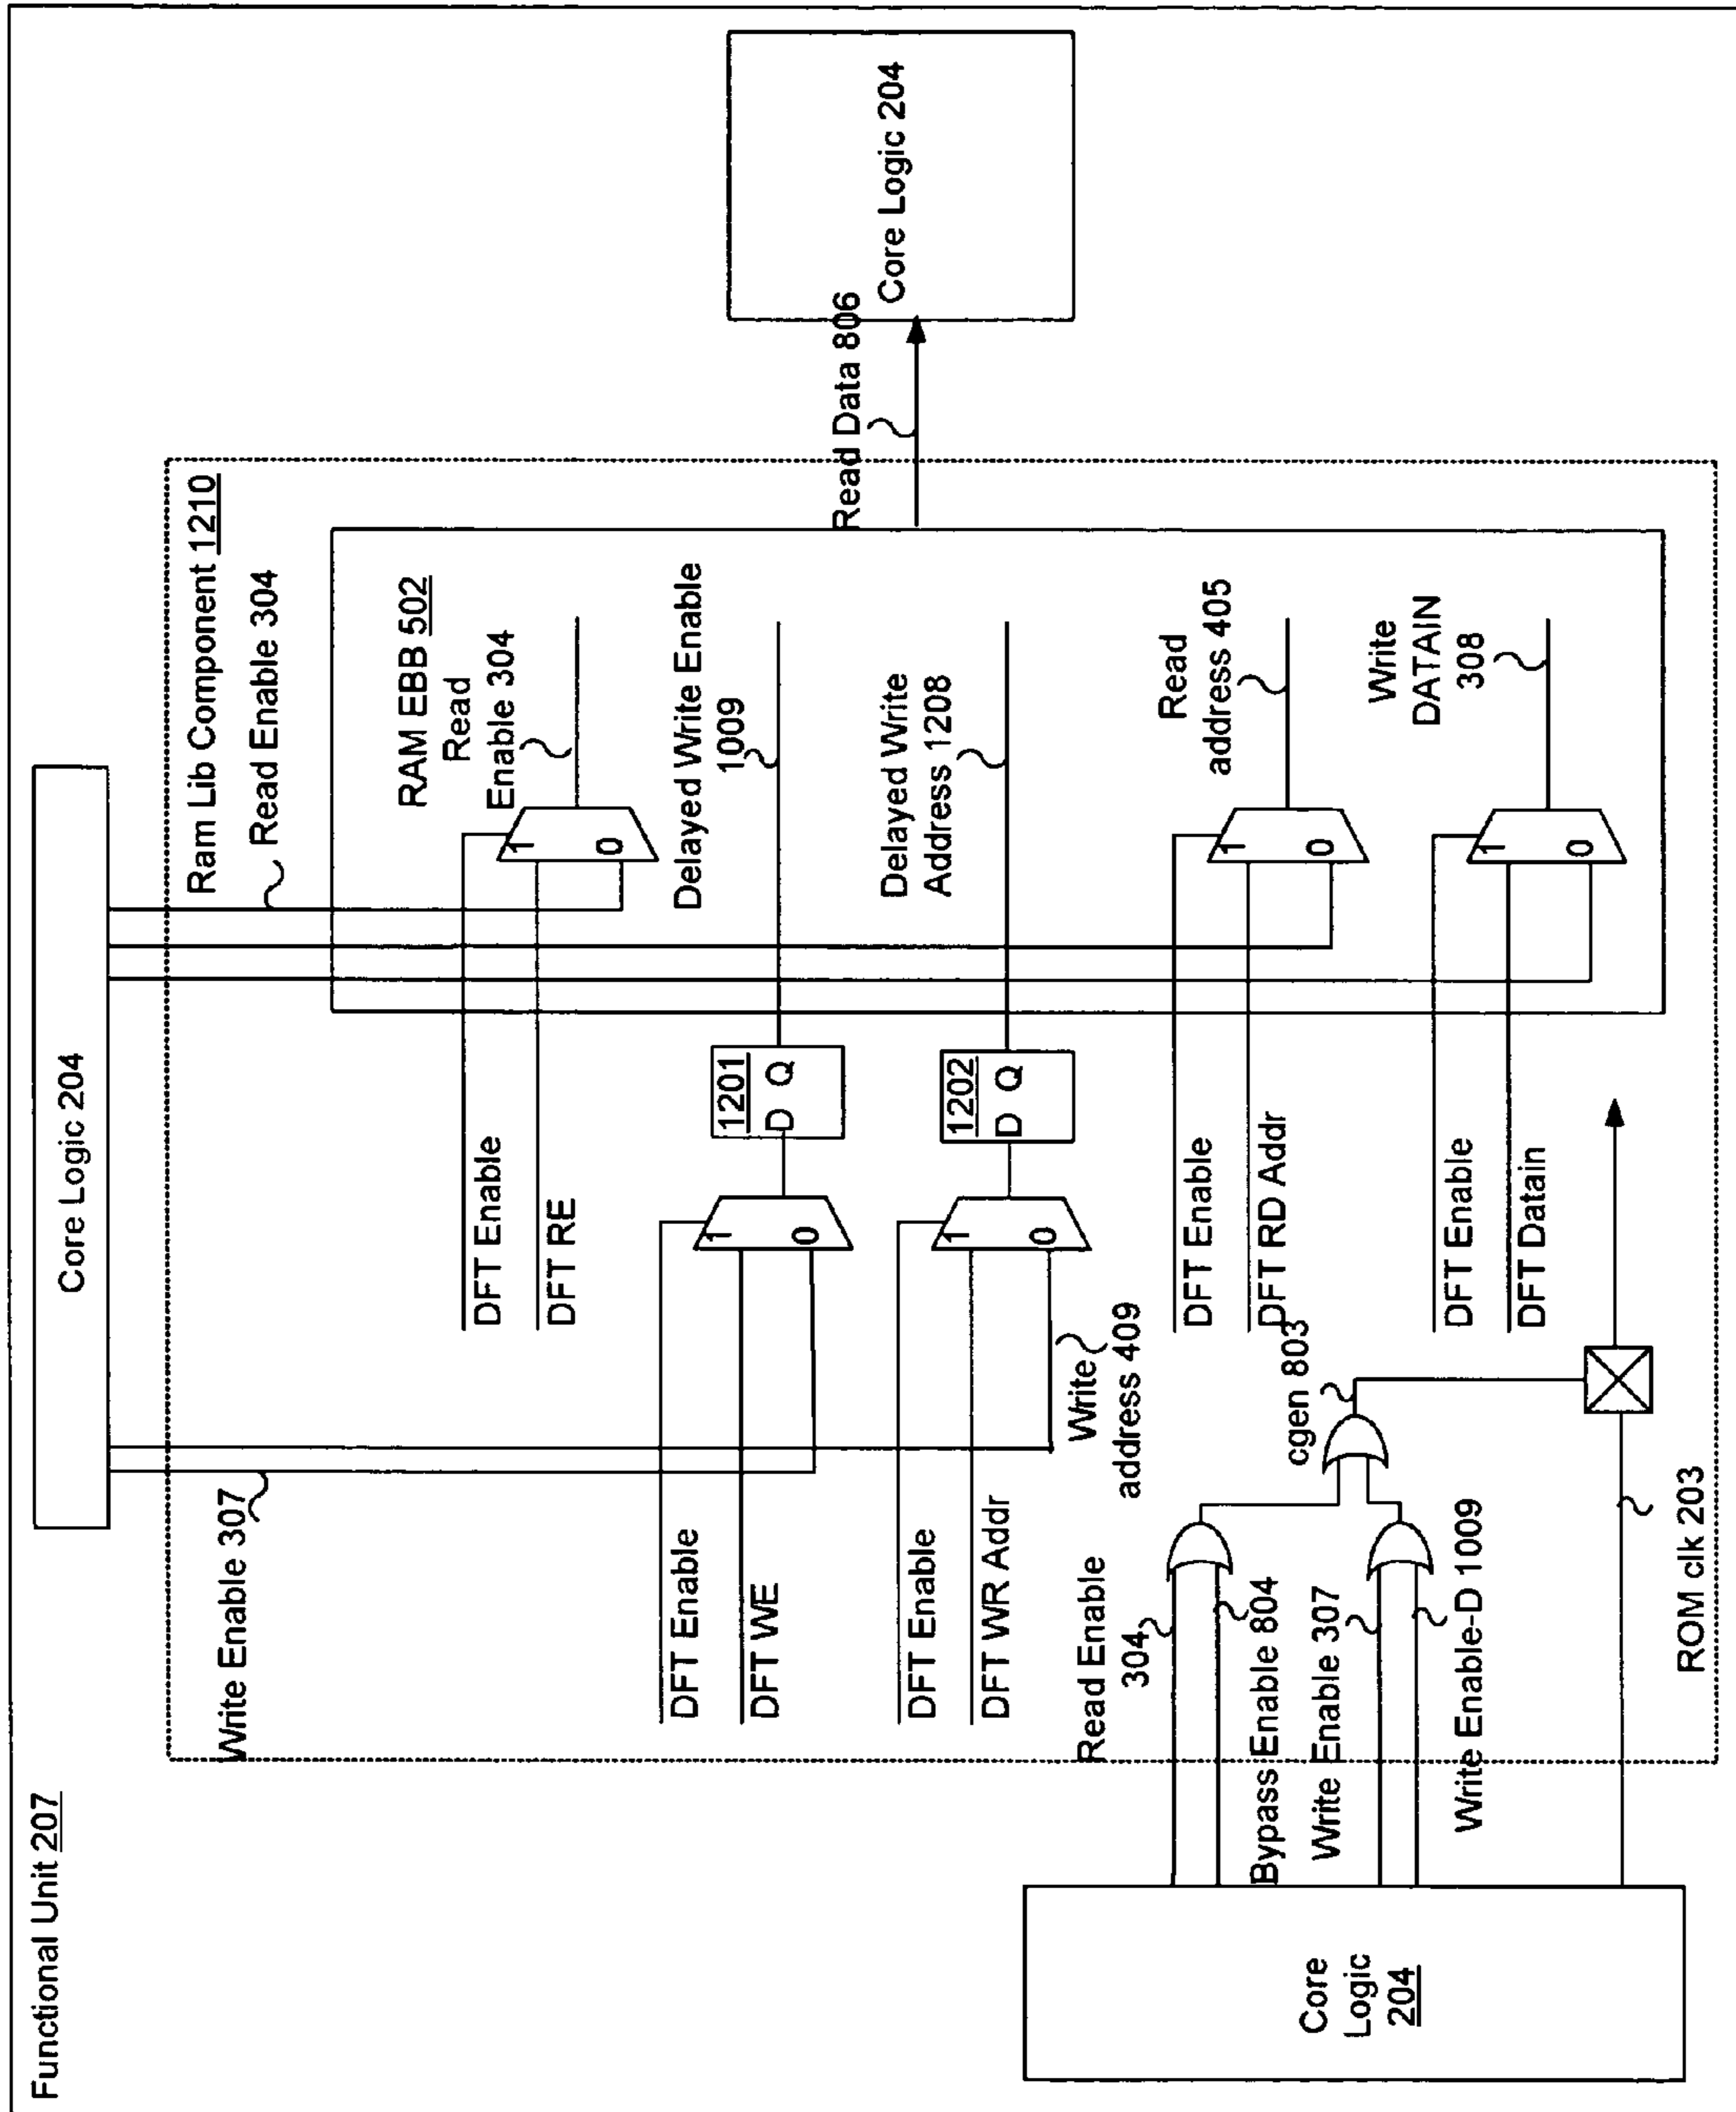 Functional Unit 207
Core Logic 204
Ram Lib Component 1210
Write Enable 307
Read Enable 304
RAM EBB 502
DFT Enable
DFT RE
1
0
Read
Enable 304
DFT Enable
DFT WE
1
0
1201
D Q
Delayed Write Enable
1009
DFT Enable
DFT WR Addr
1
0
Write
address 409
1202
D Q
Delayed Write
Address 1208
Read Data 806
Core Logic 204
Read Enable
304
Bypass Enable 804
Write Enable 307
Write Enable-D 1009
cgen 803
ROM clk 203
Core
Logic
204
DFT Enable
DFT RD Addr
1
0
Read
address 405
DFT Enable
DFT Datain
1
0
Write
DATAIN
308